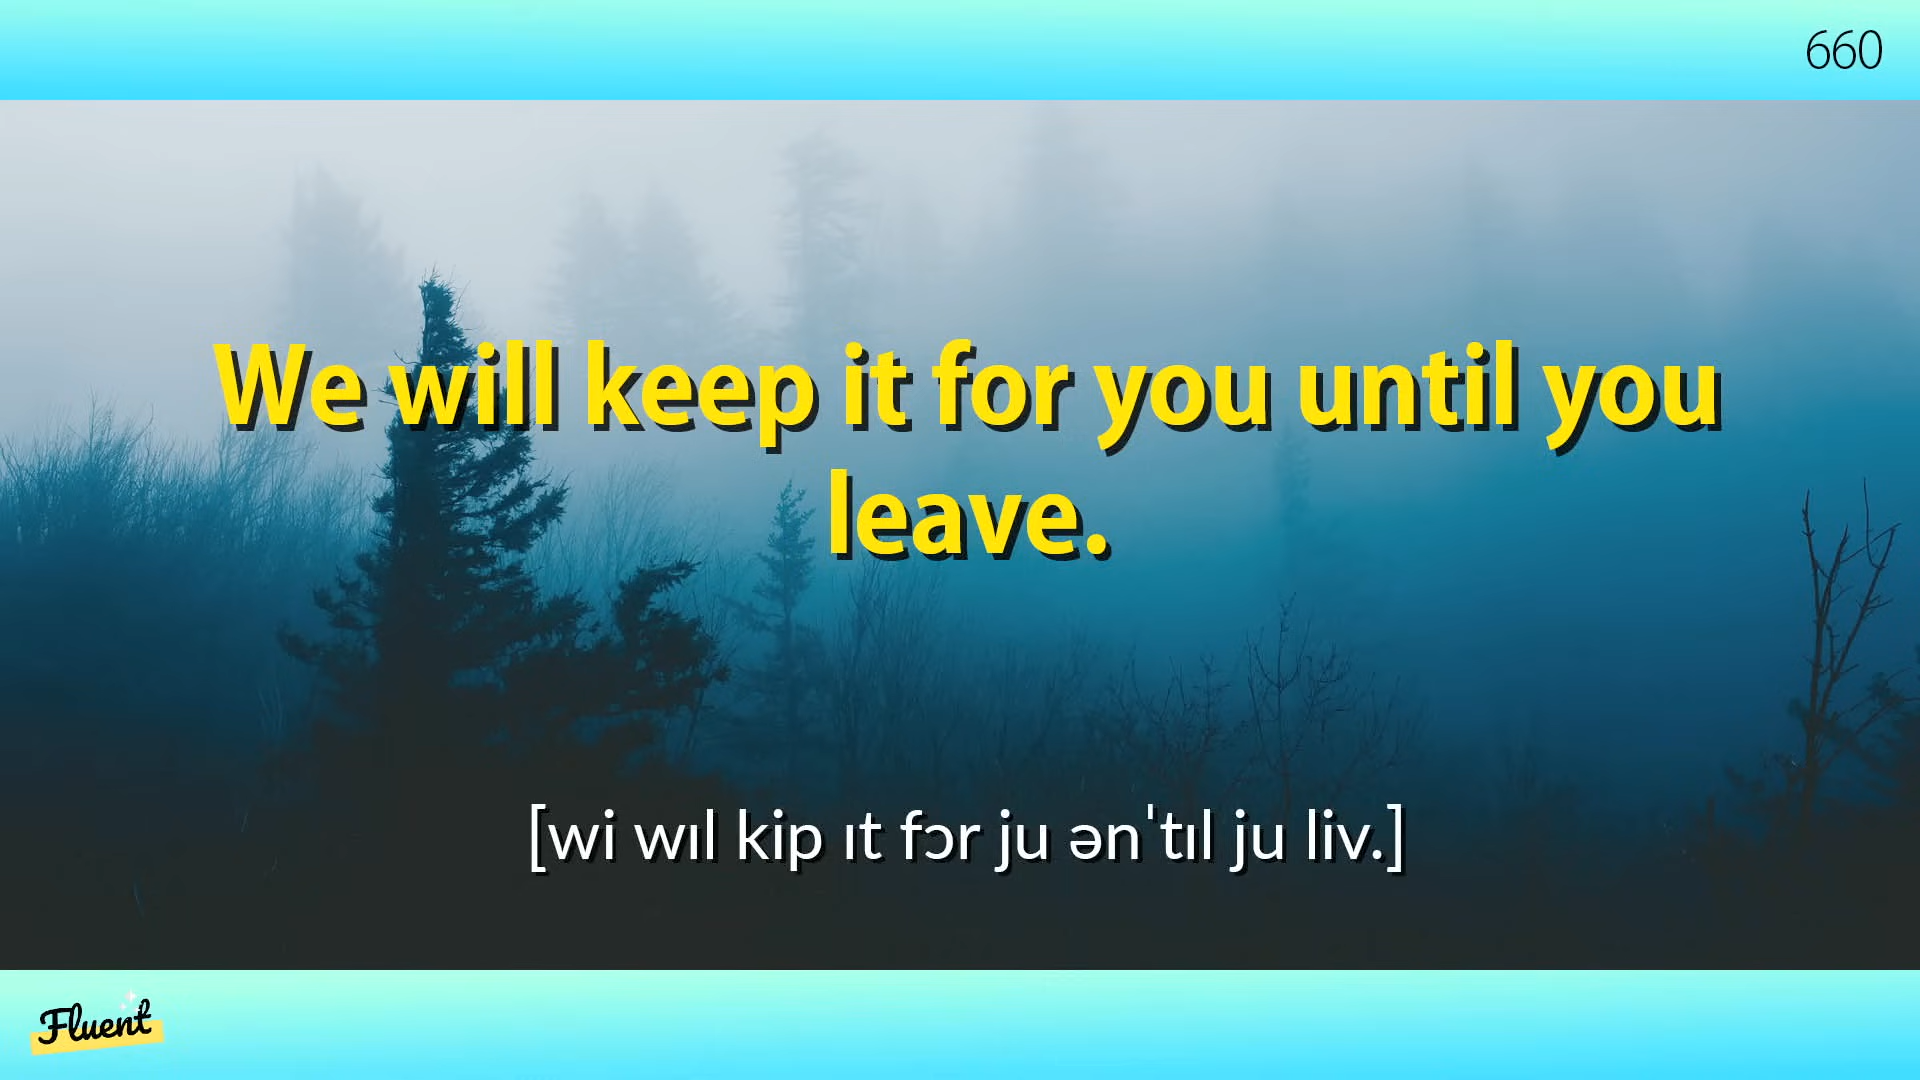 660
We will keep it for you until you
leave.
[wi wɪl kip ɪt fɔr ju ənˈtɪl ju liv.]
Fluent